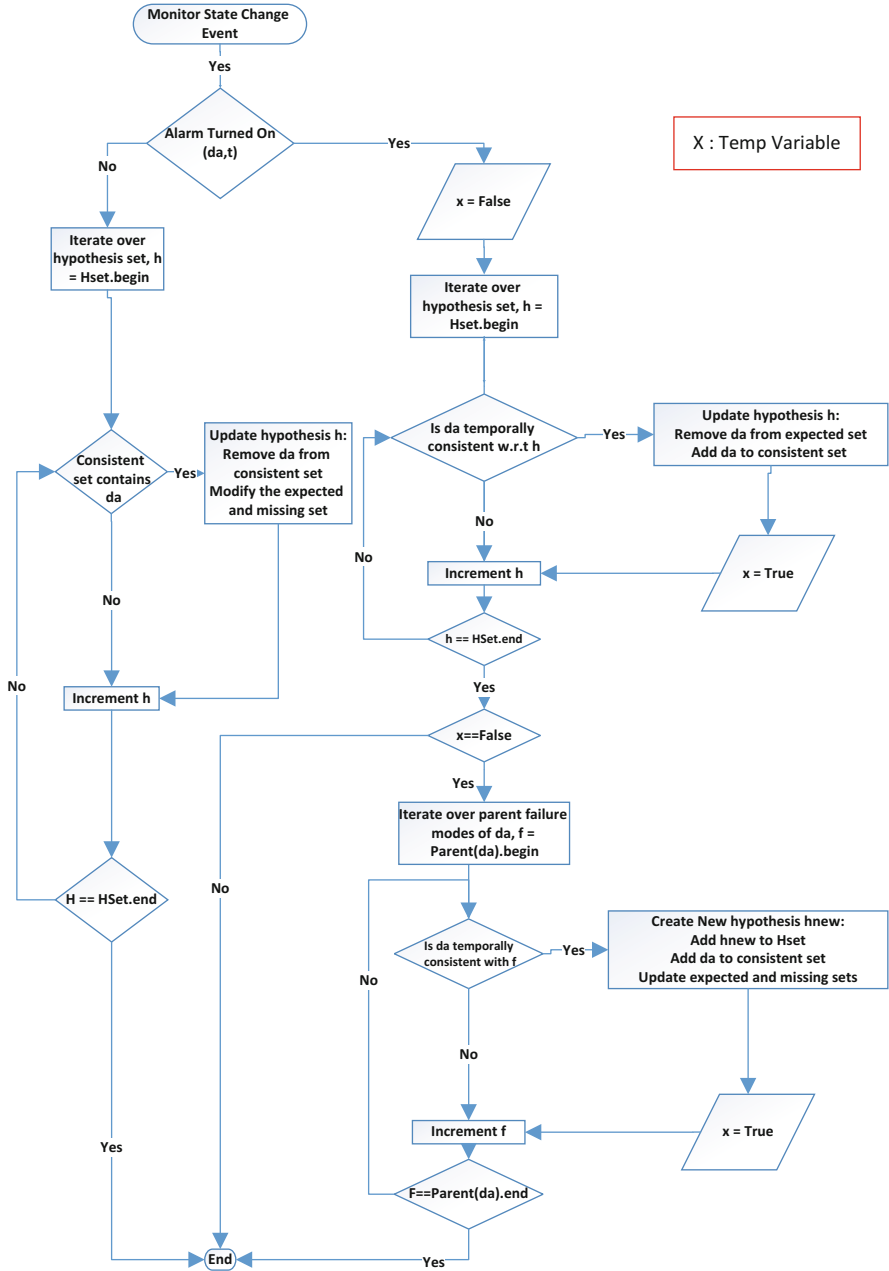 Monitor State Change
Event
Yes
Alarm Turned On
(da,t)
No
Yes
X : Temp Variable
x = False
Iterate over
hypothesis set, h
= Hset.begin
Iterate over
hypothesis set, h =
Hset.begin
Is da temporally
consistent w.r.t h
Yes
Update hypothesis h:
Remove da from expected set
Add da to consistent set
Consistent
set contains
da
Yes
Update hypothesis h:
Remove da from
consistent set
Modify the expected
and missing set
No
No
x = True
Increment h
No
h == HSet.end
No
Yes
Increment h
x==False
Yes
Iterate over parent failure
modes of da, f =
Parent(da).begin
H == HSet.end
No
Is da temporally
consistent with f
Yes
Create New hypothesis hnew:
Add hnew to Hset
Add da to consistent set
Update expected and missing sets
No
No
Increment f
x = True
Yes
F==Parent(da).end
Yes
End